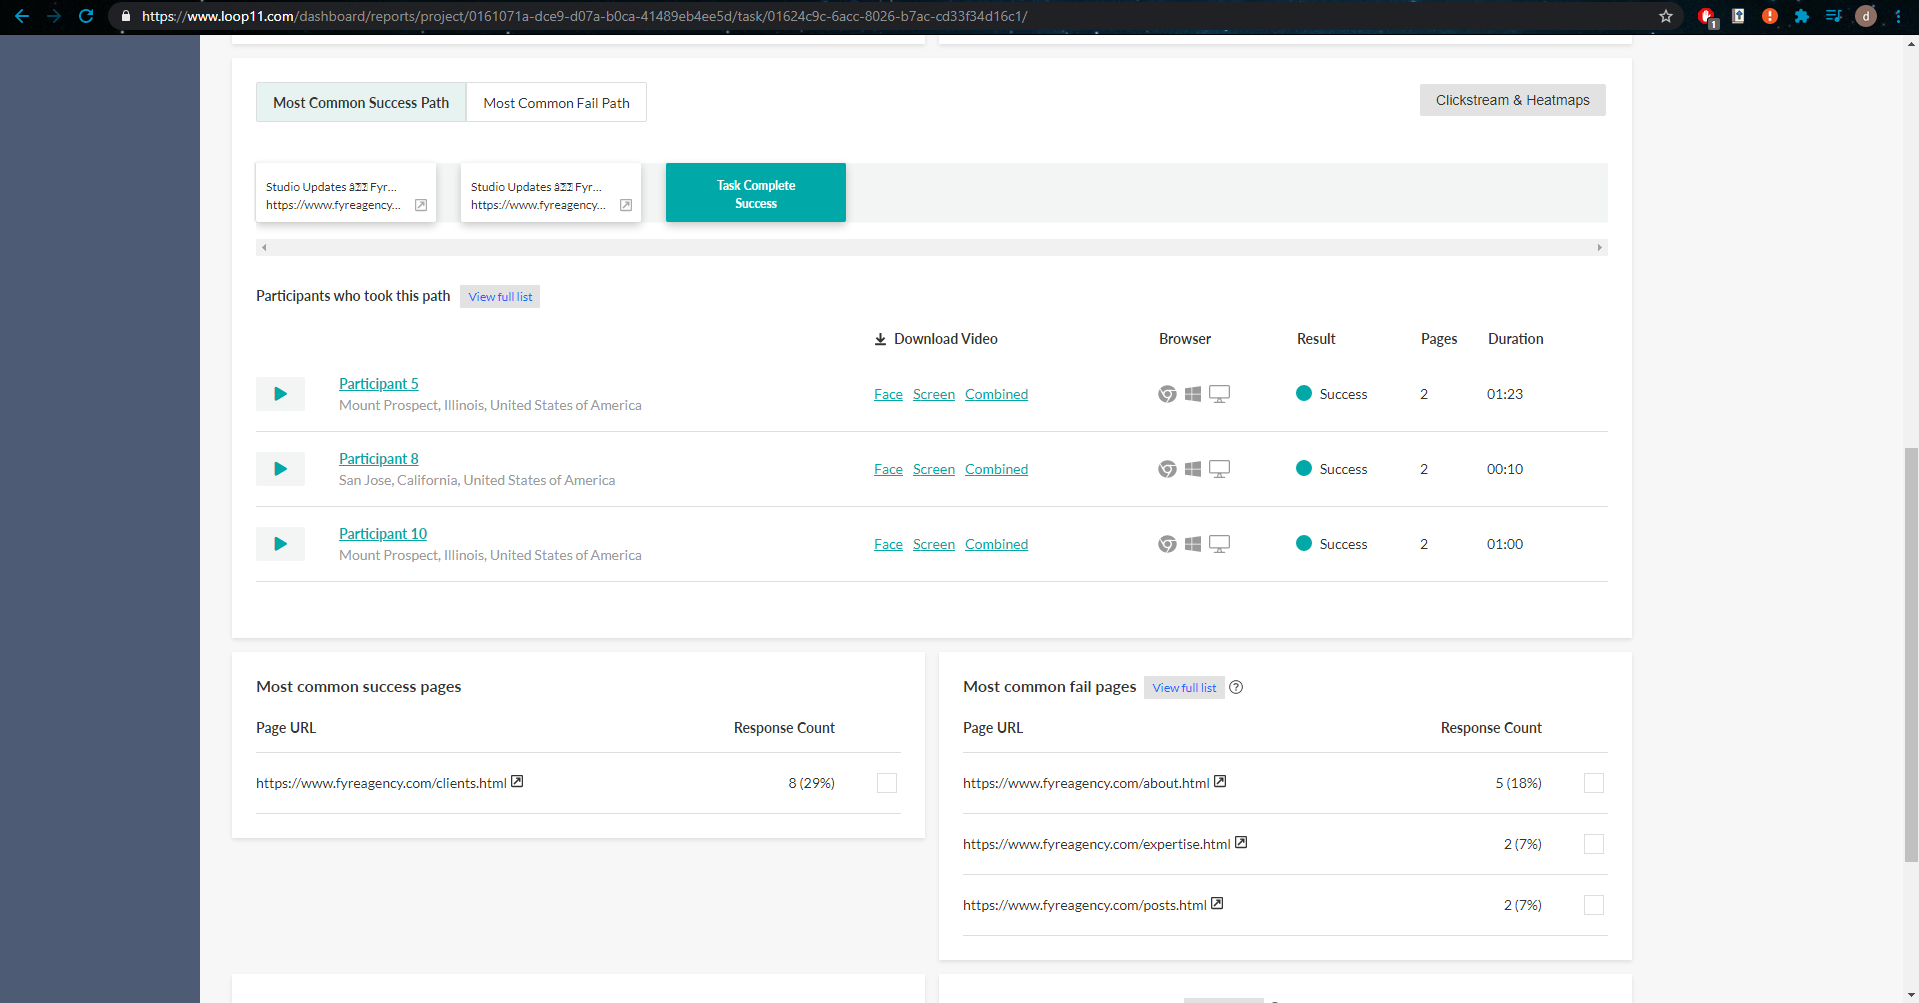 https://www.loop11.com/dashboard/reports/project/0161071a-dce9-d07a-b0ca-41489eb4ee5d/task/01624c9c-6acc-8026-b7ac-cd33f34d16c1/
1
d
Most Common Success Path
Most Common Fail Path
Clickstream & Heatmaps
Studio Updates â Fyr...
https://www.fyreagency...
Studio Updates â Fyr...
https://www.fyreagency...
Task Complete
Success
Participants who took this path
View full list
Download Video Browser Result Pages Duration
Participant 5
Mount Prospect, Illinois, United States of America
Face Screen Combined Success 2 01:23
Participant 8
San Jose, California, United States of America
Face Screen Combined Success 2 00:10
Participant 10
Mount Prospect, Illinois, United States of America
Face Screen Combined Success 2 01:00
Most common success pages
Page URL Response Count
https://www.fyreagency.com/clients.html 8 (29%)
Most common fail pages View full list ?
Page URL Response Count
https://www.fyreagency.com/about.html 5 (18%)
https://www.fyreagency.com/expertise.html 2 (7%)
https://www.fyreagency.com/posts.html 2 (7%)